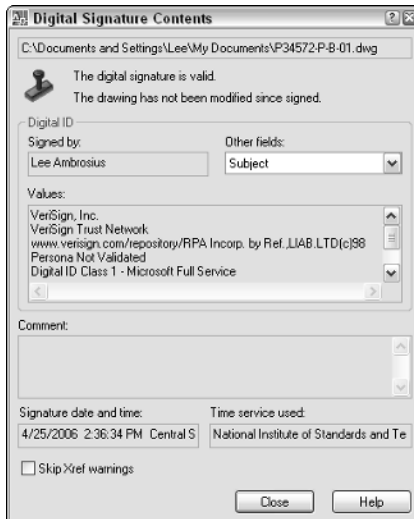 Digital Signature Contents
C:\Documents and Settings\Lee\My Documents\P34572-P-B-01.dwg
The digital signature is valid.
The drawing has not been modified since signed.
Digital ID
Signed by:
Other fields:
Lee Ambrosius
Subject
Values:
VeriSign, Inc.
VeriSign Trust Network
www.verisign.com/repository/RPA Incorp. by Ref.,LIAB.LTD(c)98
Persona Not Validated
Digital ID Class 1 - Microsoft Full Service
Comment:
Signature date and time:
Time service used:
4/25/2006 2:36:34 PM Central S
National Institute of Standards and Te
Skip Xref warnings
Close
Help